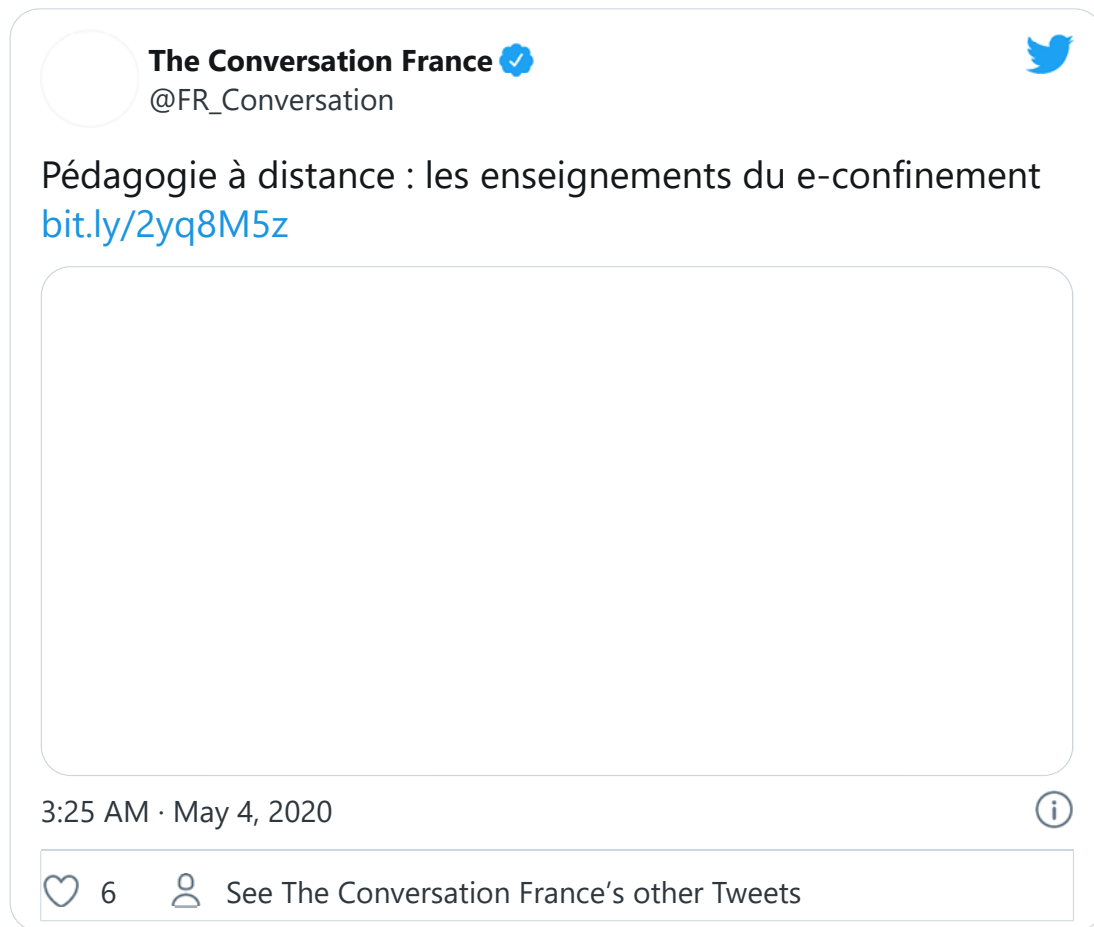 The Conversation France
@FR_Conversation
Pédagogie à distance : les enseignements du e-confinement
bit.ly/2yq8M5z
3:25 AM · May 4, 2020
6 See The Conversation France’s other Tweets